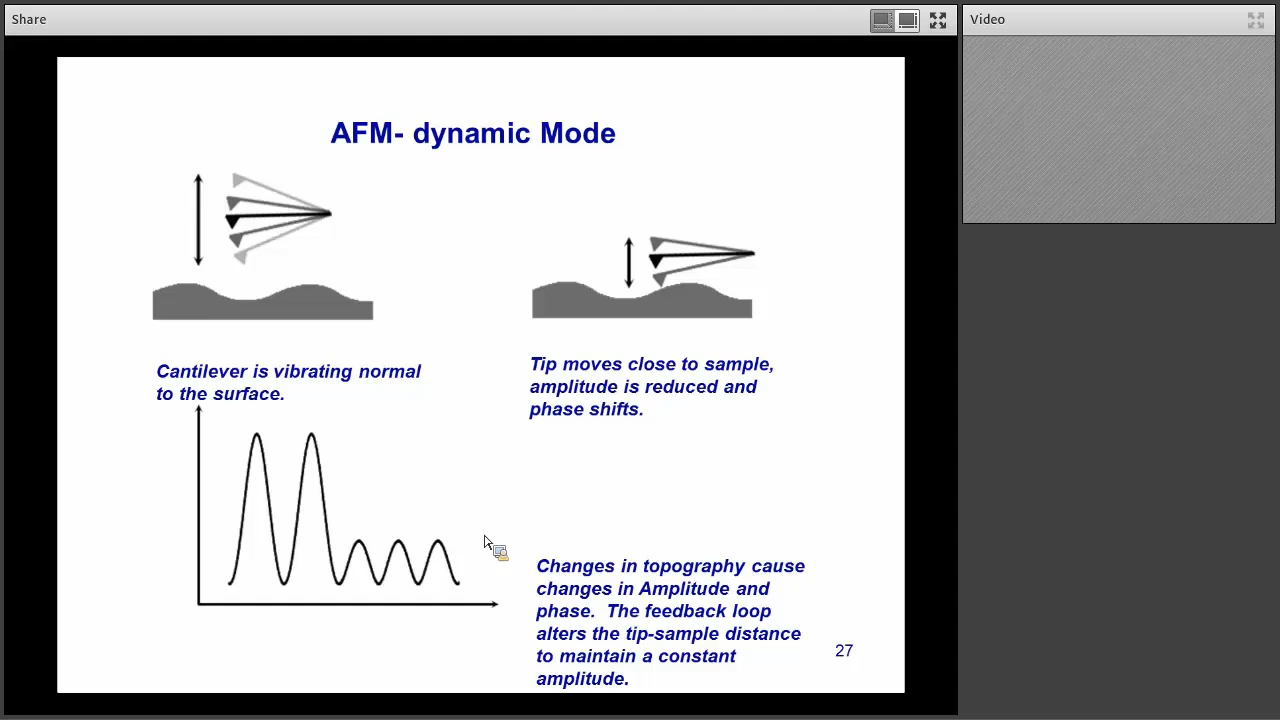 Share
Video
AFM- dynamic Mode
Cantilever is vibrating normal
to the surface.
Tip moves close to sample,
amplitude is reduced and
phase shifts.
Changes in topography cause
changes in Amplitude and
phase.  The feedback loop
alters the tip-sample distance
to maintain a constant
amplitude.
27